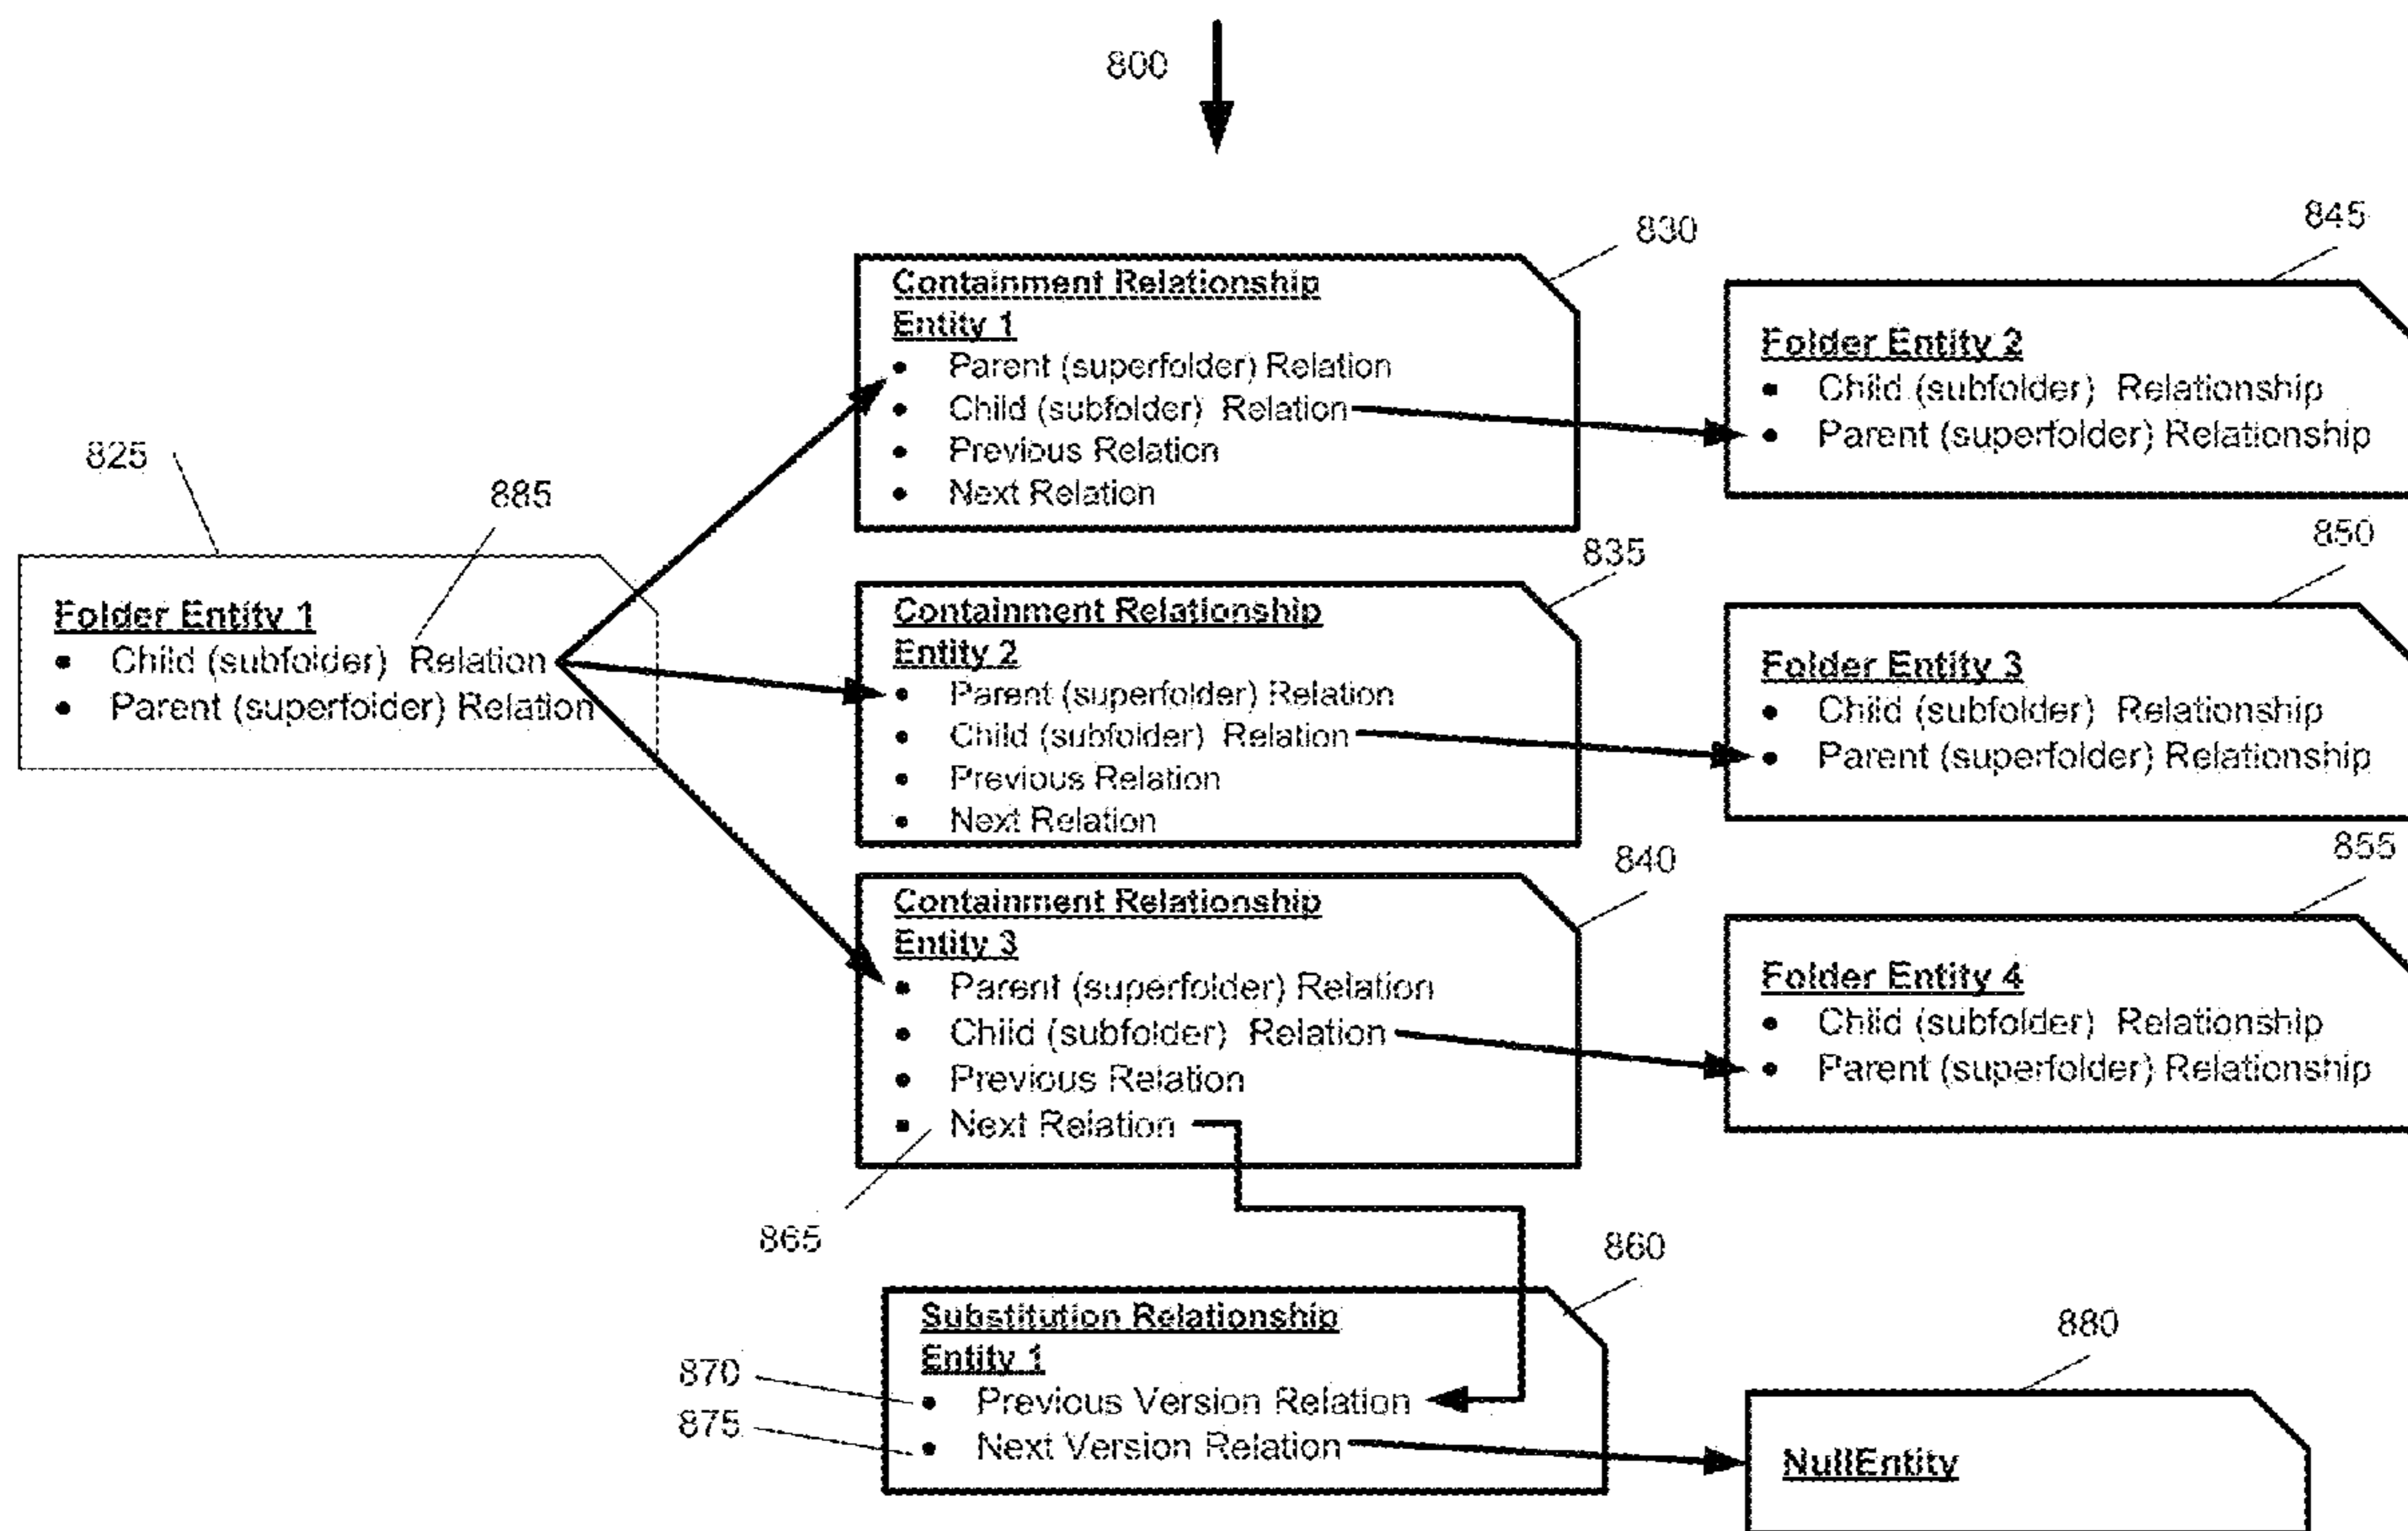 800
830
845
Containment Relationship
Entity 1
• Parent (superfolder) Relation
• Child (subfolder) Relation
• Previous Relation
• Next Relation
Folder Entity 2
• Child (subfolder) Relationship
• Parent (superfolder) Relationship
825
885
Folder Entity 1
• Child (subfolder) Relation
• Parent (superfolder) Relation
835
850
Containment Relationship
Entity 2
• Parent (superfolder) Relation
• Child (subfolder) Relation
• Previous Relation
• Next Relation
Folder Entity 3
• Child (subfolder) Relationship
• Parent (superfolder) Relationship
840
855
Containment Relationship
Entity 3
• Parent (superfolder) Relation
• Child (subfolder) Relation
• Previous Relation
• Next Relation
Folder Entity 4
• Child (subfolder) Relationship
• Parent (superfolder) Relationship
865
860
Substitution Relationship
Entity 1
870
• Previous Version Relation
875
• Next Version Relation
880
NullEntity